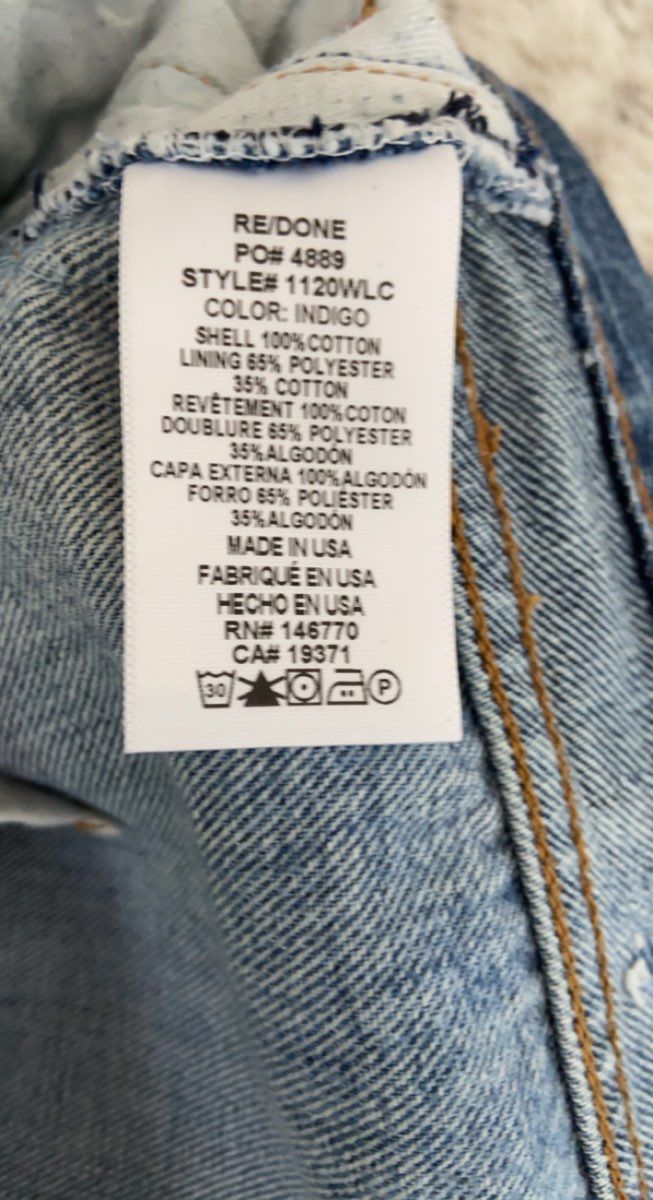 RE/DONE
PO# 4889
STYLE# 1120WLC
COLOR: INDIGO
SHELL 100% COTTON
LINING 65% POLYESTER
35% COTTON
REVÊTEMENT 100% COTON
DOUBLURE 65% POLYESTER
35% ALGODÓN
CAPA EXTERNA 100% ALGODÓN
FORRO 65% POLIÉSTER
35% ALGODÓN
MADE IN USA
FABRIQUÉ EN USA
HECHO EN USA
RN# 146770
CA# 19371
30 P